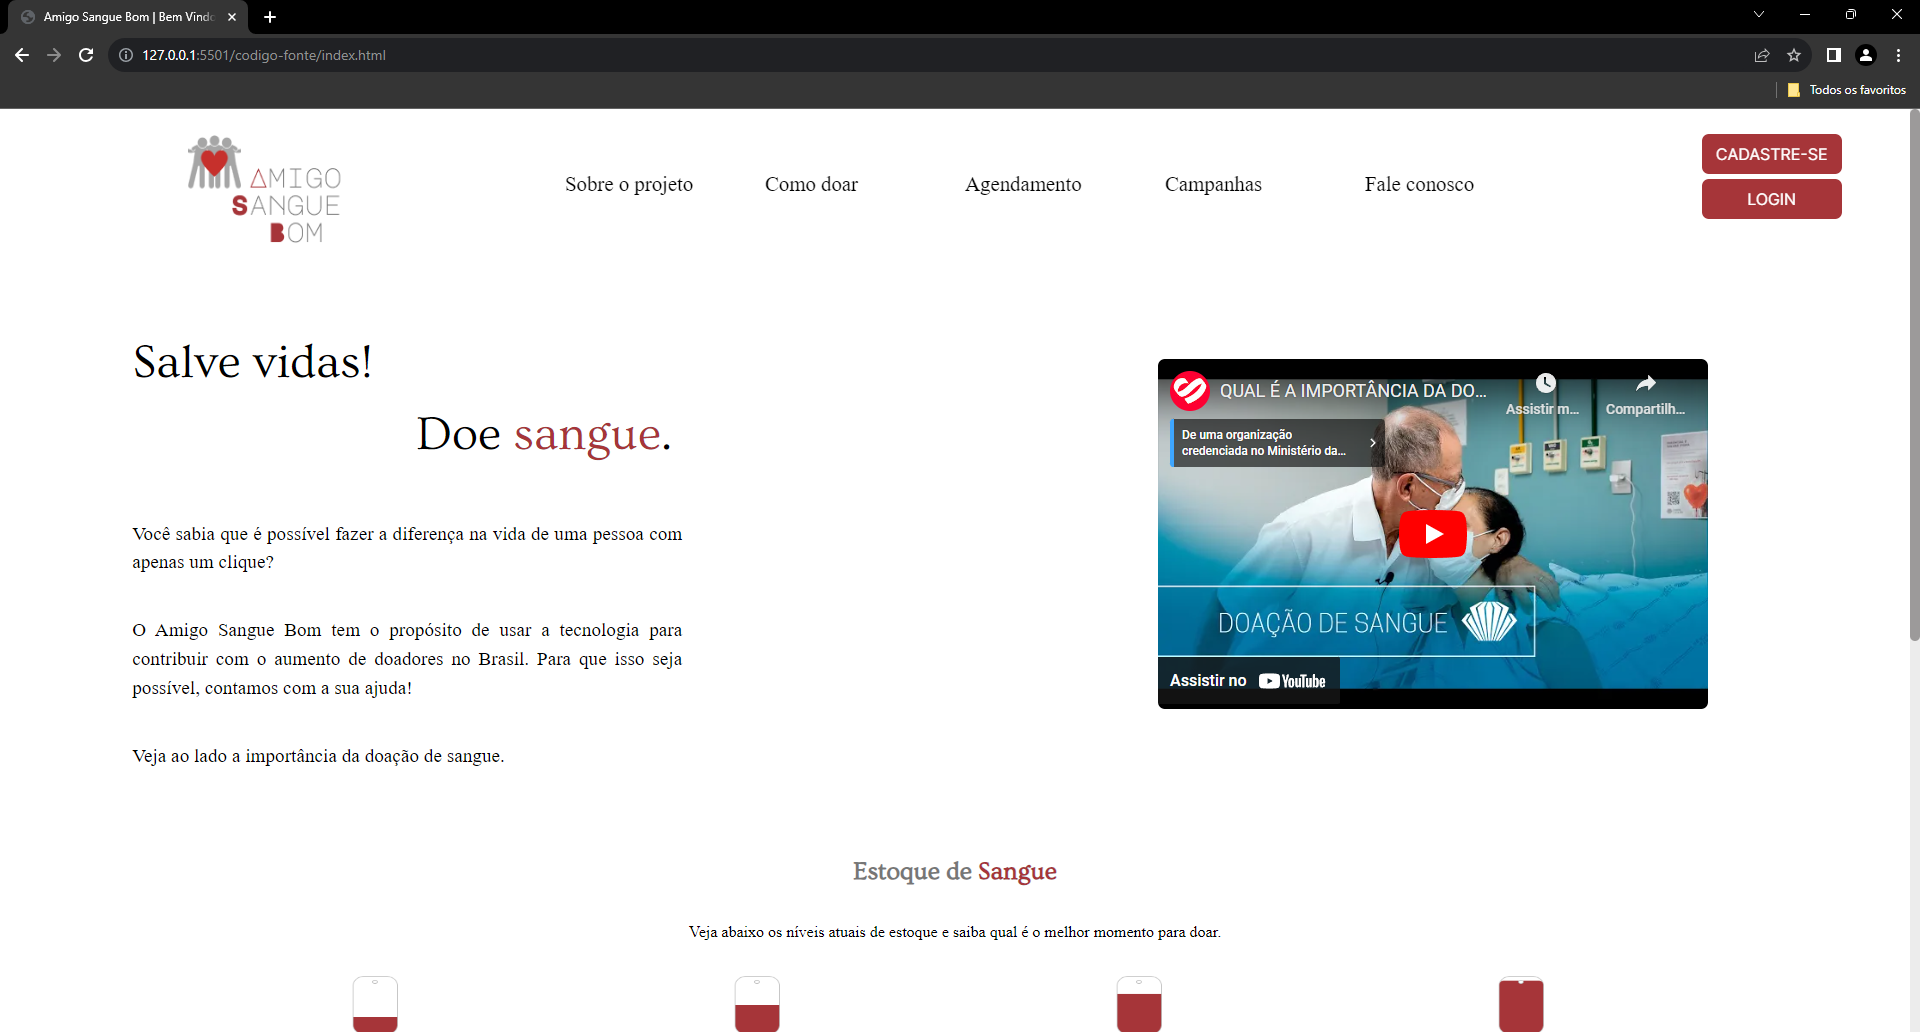 Amigo Sangue Bom | Bem Vindo
127.0.0.1:5501/codigo-fonte/index.html
Todos os favoritos
AMIGO
SANGUE
BOM
Sobre o projeto
Como doar
Agendamento
Campanhas
Fale conosco
CADASTRE-SE
LOGIN
Salve vidas!
Doe sangue.
Você sabia que é possível fazer a diferença na vida de uma pessoa com
apenas um clique?
O Amigo Sangue Bom tem o propósito de usar a tecnologia para
contribuir com o aumento de doadores no Brasil. Para que isso seja
possível, contamos com a sua ajuda!
Veja ao lado a importância da doação de sangue.
QUAL É A IMPORTÂNCIA DA DO...
Assistir m...
Compartilh...
De uma organização
credenciada no Ministério da...
DOAÇÃO DE SANGUE
Assistir no YouTube
Estoque de Sangue
Veja abaixo os níveis atuais de estoque e saiba qual é o melhor momento para doar.